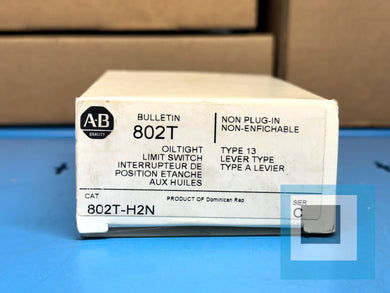 A-B
QUALITY
BULLETIN
802T
NON PLUG-IN
NON-ENFICHABLE
OILTIGHT
LIMIT SWITCH
INTERRUPTEUR DE
POSITION ETANCHE
AUX HUILES
TYPE 13
LEVER TYPE
TYPE A LEVIER
CAT
802T-H2N
PRODUCT OF Dominican Rep
SER
C